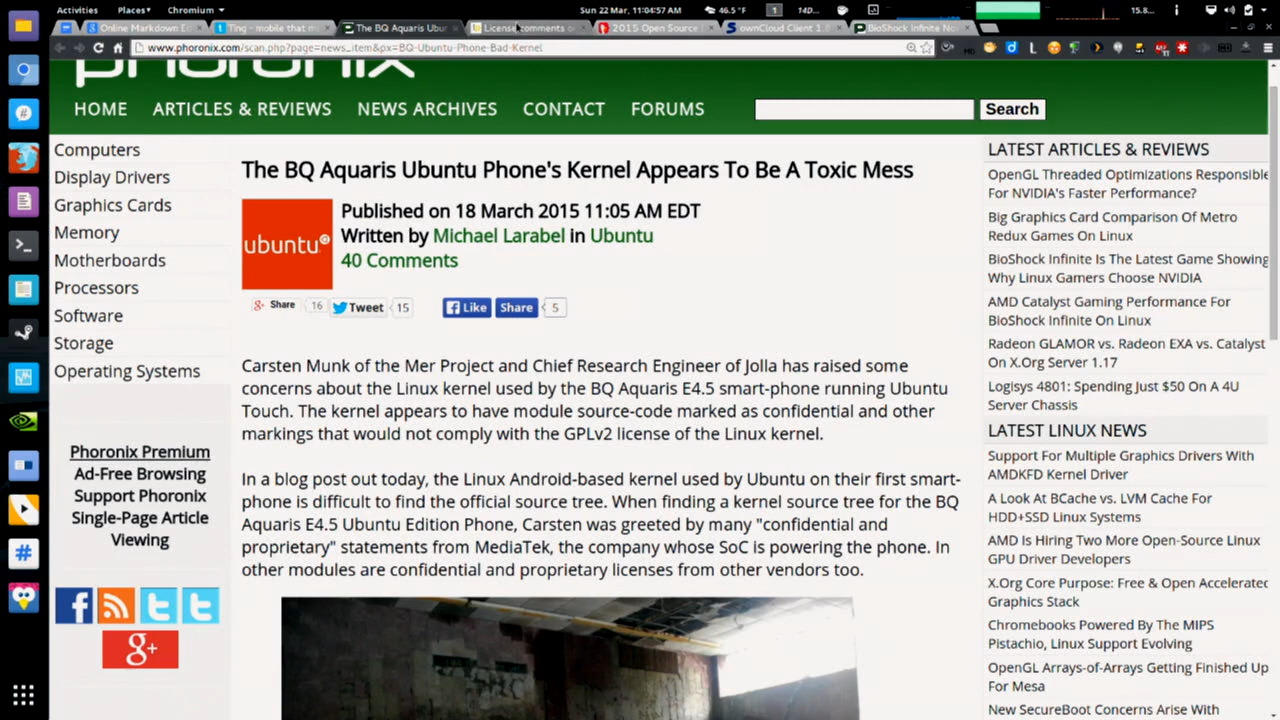 Activities Places Chromium Sun 22 Mar, 11:04:57 AM 46.5 °F 1 14D... 15.8...
Online Markdown Ed Ting - mobile that m The BQ Aquaris Ubun License comments o 2015 Open Source ownCloud Client 1.8 BioShock Infinite No
www.phoronix.com/scan.php?page=news_item&px=BQ-Ubuntu-Phone-Bad-Kernel
phoronix
HOME ARTICLES & REVIEWS NEWS ARCHIVES CONTACT FORUMS Search
Computers
Display Drivers
Graphics Cards
Memory
Motherboards
Processors
Software
Storage
Operating Systems
Phoronix Premium
Ad-Free Browsing
Support Phoronix
Single-Page Article
Viewing
The BQ Aquaris Ubuntu Phone's Kernel Appears To Be A Toxic Mess
ubuntu
Published on 18 March 2015 11:05 AM EDT
Written by Michael Larabel in Ubuntu
40 Comments
Share 16 Tweet 15 Like Share 5
Carsten Munk of the Mer Project and Chief Research Engineer of Jolla has raised some
concerns about the Linux kernel used by the BQ Aquaris E4.5 smart-phone running Ubuntu
Touch. The kernel appears to have module source-code marked as confidential and other
markings that would not comply with the GPLv2 license of the Linux kernel.
In a blog post out today, the Linux Android-based kernel used by Ubuntu on their first smart-
phone is difficult to find the official source tree. When finding a kernel source tree for the BQ
Aquaris E4.5 Ubuntu Edition Phone, Carsten was greeted by many "confidential and
proprietary" statements from MediaTek, the company whose SoC is powering the phone. In
other modules are confidential and proprietary licenses from other vendors too.
LATEST ARTICLES & REVIEWS
OpenGL Threaded Optimizations Responsible
For NVIDIA's Faster Performance?
Big Graphics Card Comparison Of Metro
Redux Games On Linux
BioShock Infinite Is The Latest Game Showing
Why Linux Gamers Choose NVIDIA
AMD Catalyst Gaming Performance For
BioShock Infinite On Linux
Radeon GLAMOR vs. Radeon EXA vs. Catalyst
On X.Org Server 1.17
Logisys 4801: Spending Just $50 On A 4U
Server Chassis
LATEST LINUX NEWS
Support For Multiple Graphics Drivers With
AMDKFD Kernel Driver
A Look At BCache vs. LVM Cache For
HDD+SSD Linux Systems
AMD Is Hiring Two More Open-Source Linux
GPU Driver Developers
X.Org Core Purpose: Free & Open Accelerated
Graphics Stack
Chromebooks Powered By The MIPS
Pistachio, Linux Support Evolving
OpenGL Arrays-of-Arrays Getting Finished Up
For Mesa
New SecureBoot Concerns Arise With